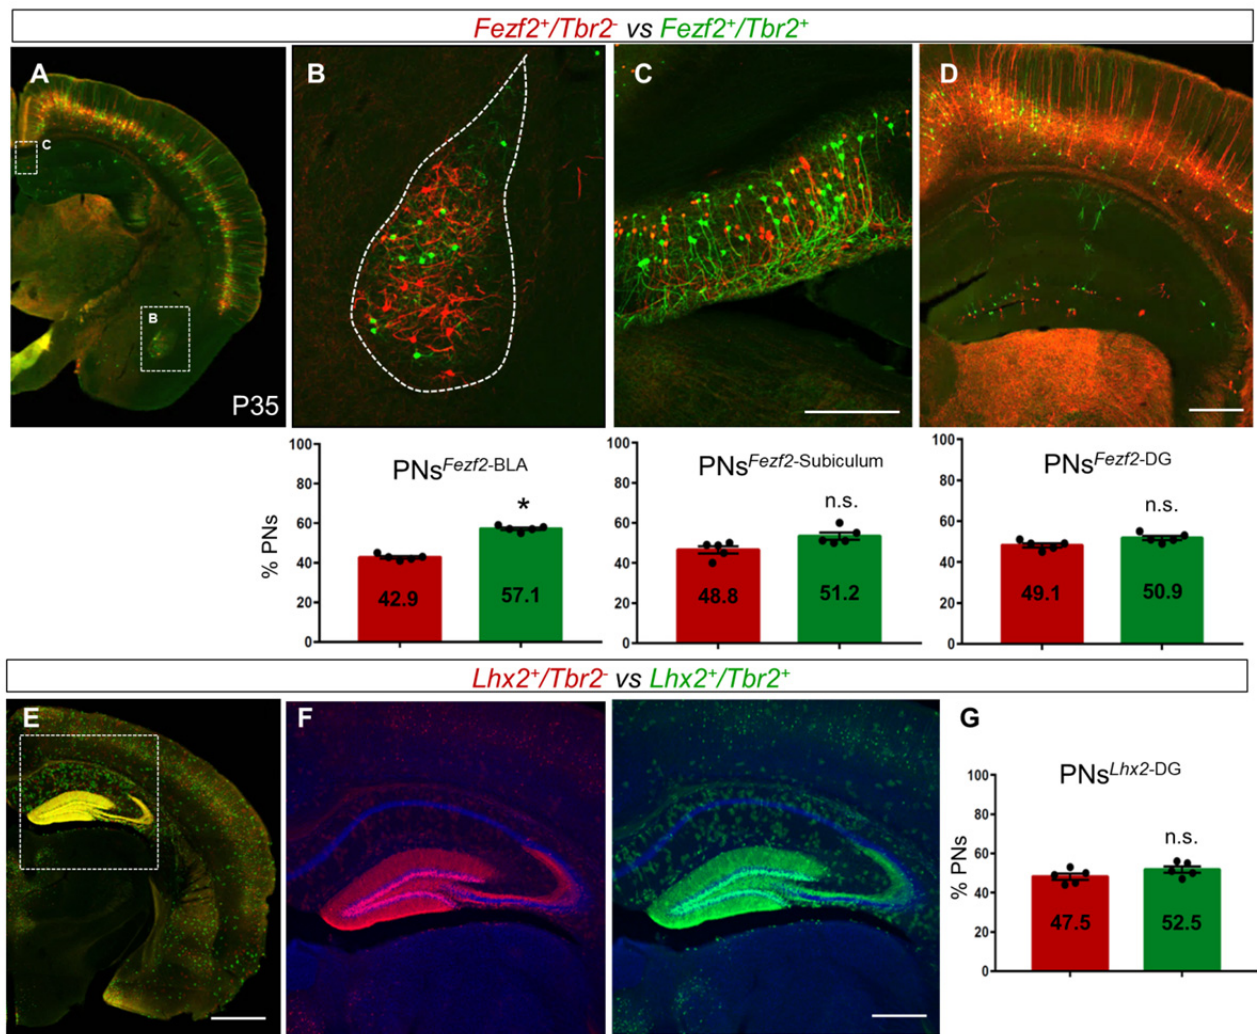 Fezf2⁺/Tbr2⁻ vs Fezf2⁺/Tbr2⁺
A
B
C
D
C
B
P35
PNsFezf2-BLA
% PNs
100
80
60
40
20
0
*
42.9
57.1
PNsFezf2-Subiculum
100
80
60
40
20
0
n.s.
48.8
51.2
PNsFezf2-DG
100
80
60
40
20
0
n.s.
49.1
50.9
Lhx2⁺/Tbr2⁻ vs Lhx2⁺/Tbr2⁺
E
F
G
PNsLhx2-DG
% PNs
100
80
60
40
20
0
n.s.
47.5
52.5